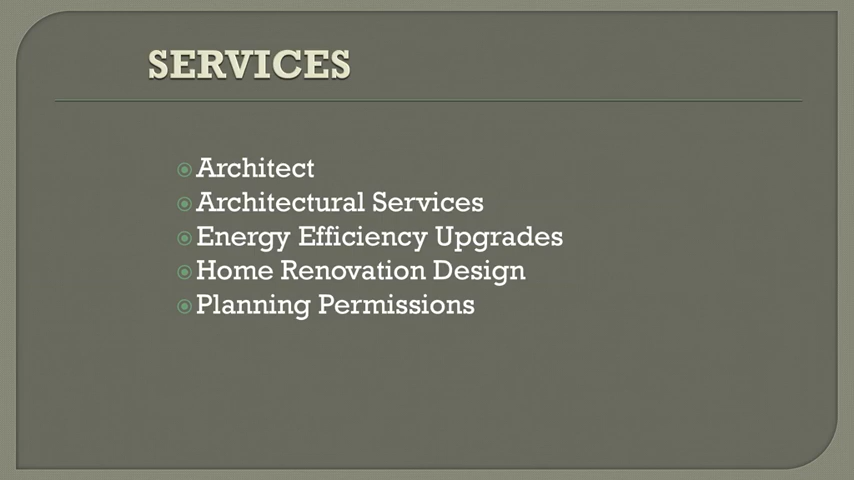 SERVICES
Architect
Architectural Services
Energy Efficiency Upgrades
Home Renovation Design
Planning Permissions